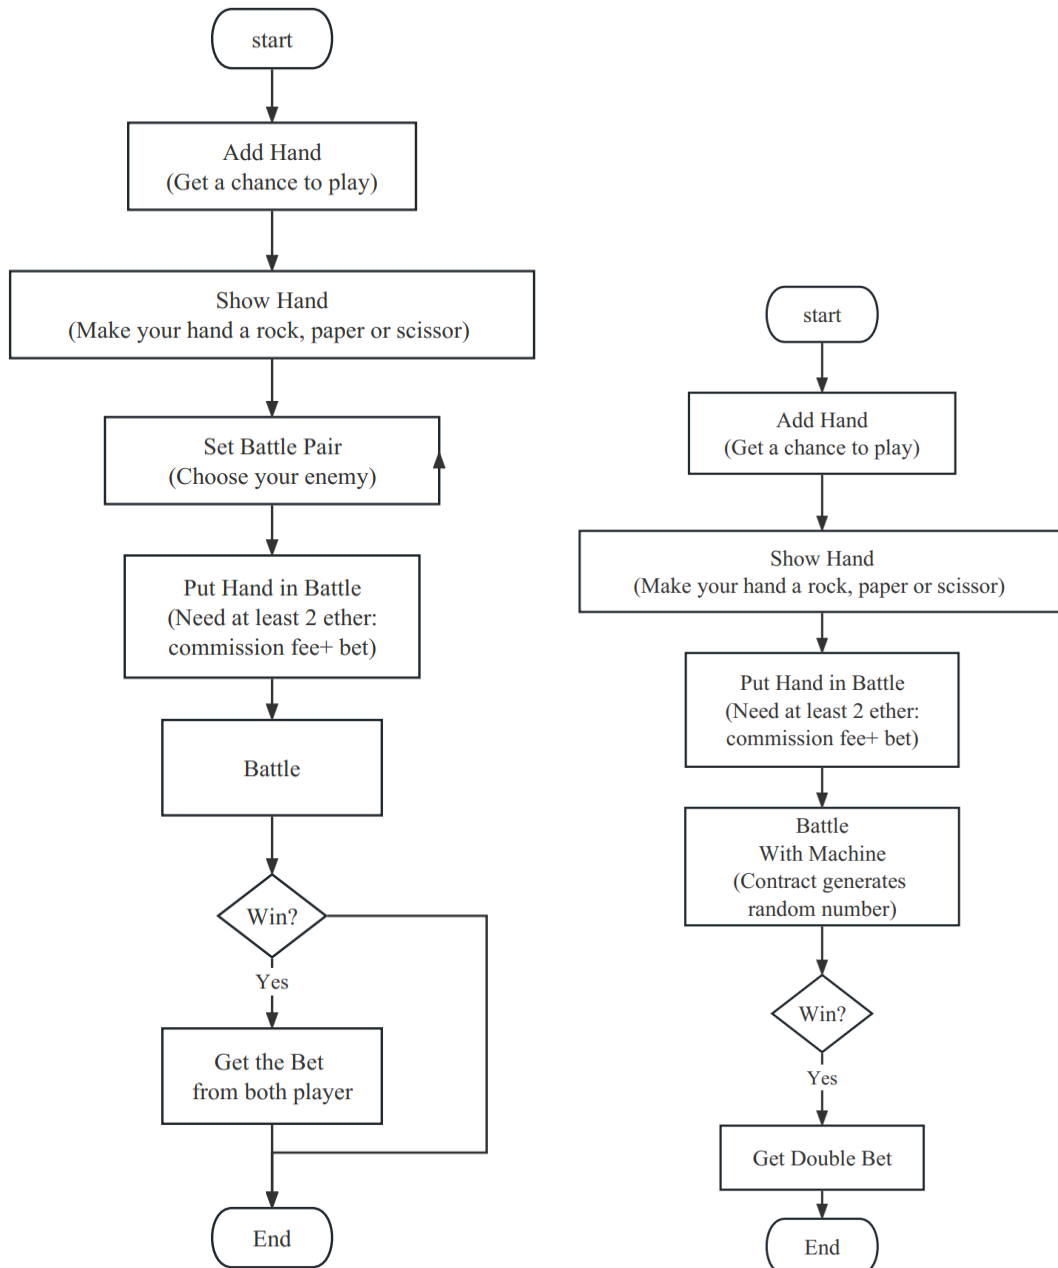 start
Add Hand
(Get a chance to play)
Show Hand
(Make your hand a rock, paper or scissor)
Set Battle Pair
(Choose your enemy)
Put Hand in Battle
(Need at least 2 ether:
commission fee+ bet)
Battle
Win?
Yes
Get the Bet
from both player
End
start
Add Hand
(Get a chance to play)
Show Hand
(Make your hand a rock, paper or scissor)
Put Hand in Battle
(Need at least 2 ether:
commission fee+ bet)
Battle
With Machine
(Contract generates
random number)
Win?
Yes
Get Double Bet
End